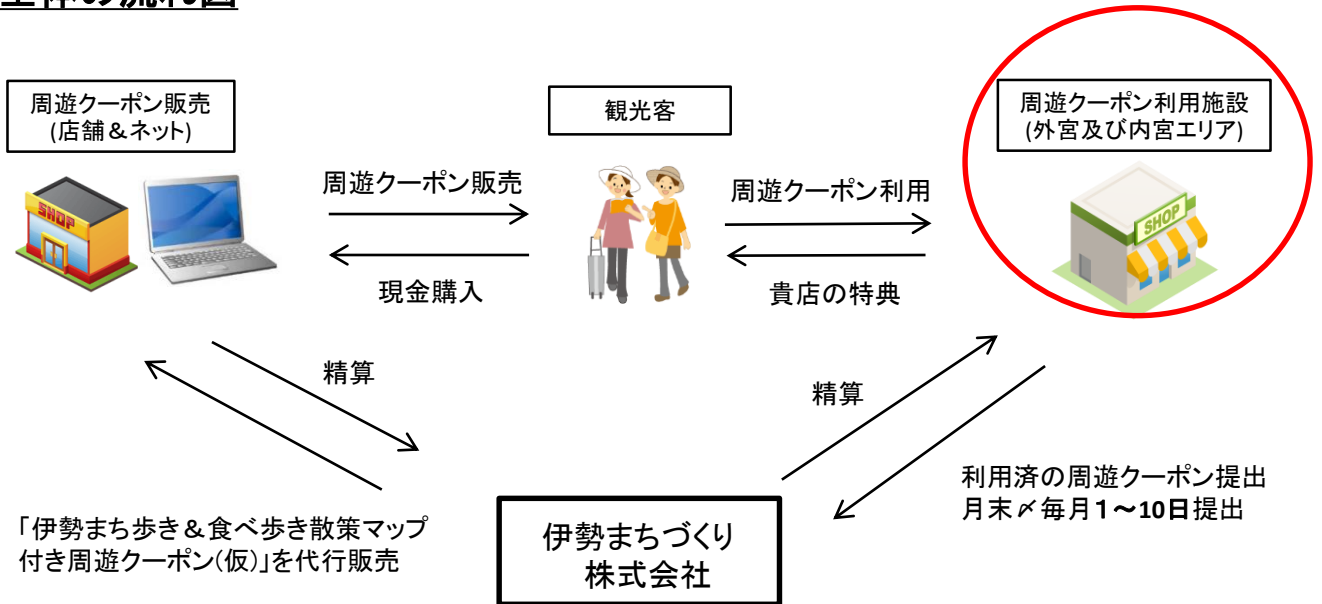 全体の流れ図
周遊クーポン販売
(店舗＆ネット)
観光客
周遊クーポン利用施設
(外宮及び内宮エリア)
SHOP
SHOP
周遊クーポン販売
現金購入
周遊クーポン利用
貴店の特典
精算
精算
「伊勢まち歩き＆食べ歩き散策マップ
付き周遊クーポン(仮)」を代行販売
伊勢まちづくり
株式会社
利用済の周遊クーポン提出
月末〆毎月１～10日提出